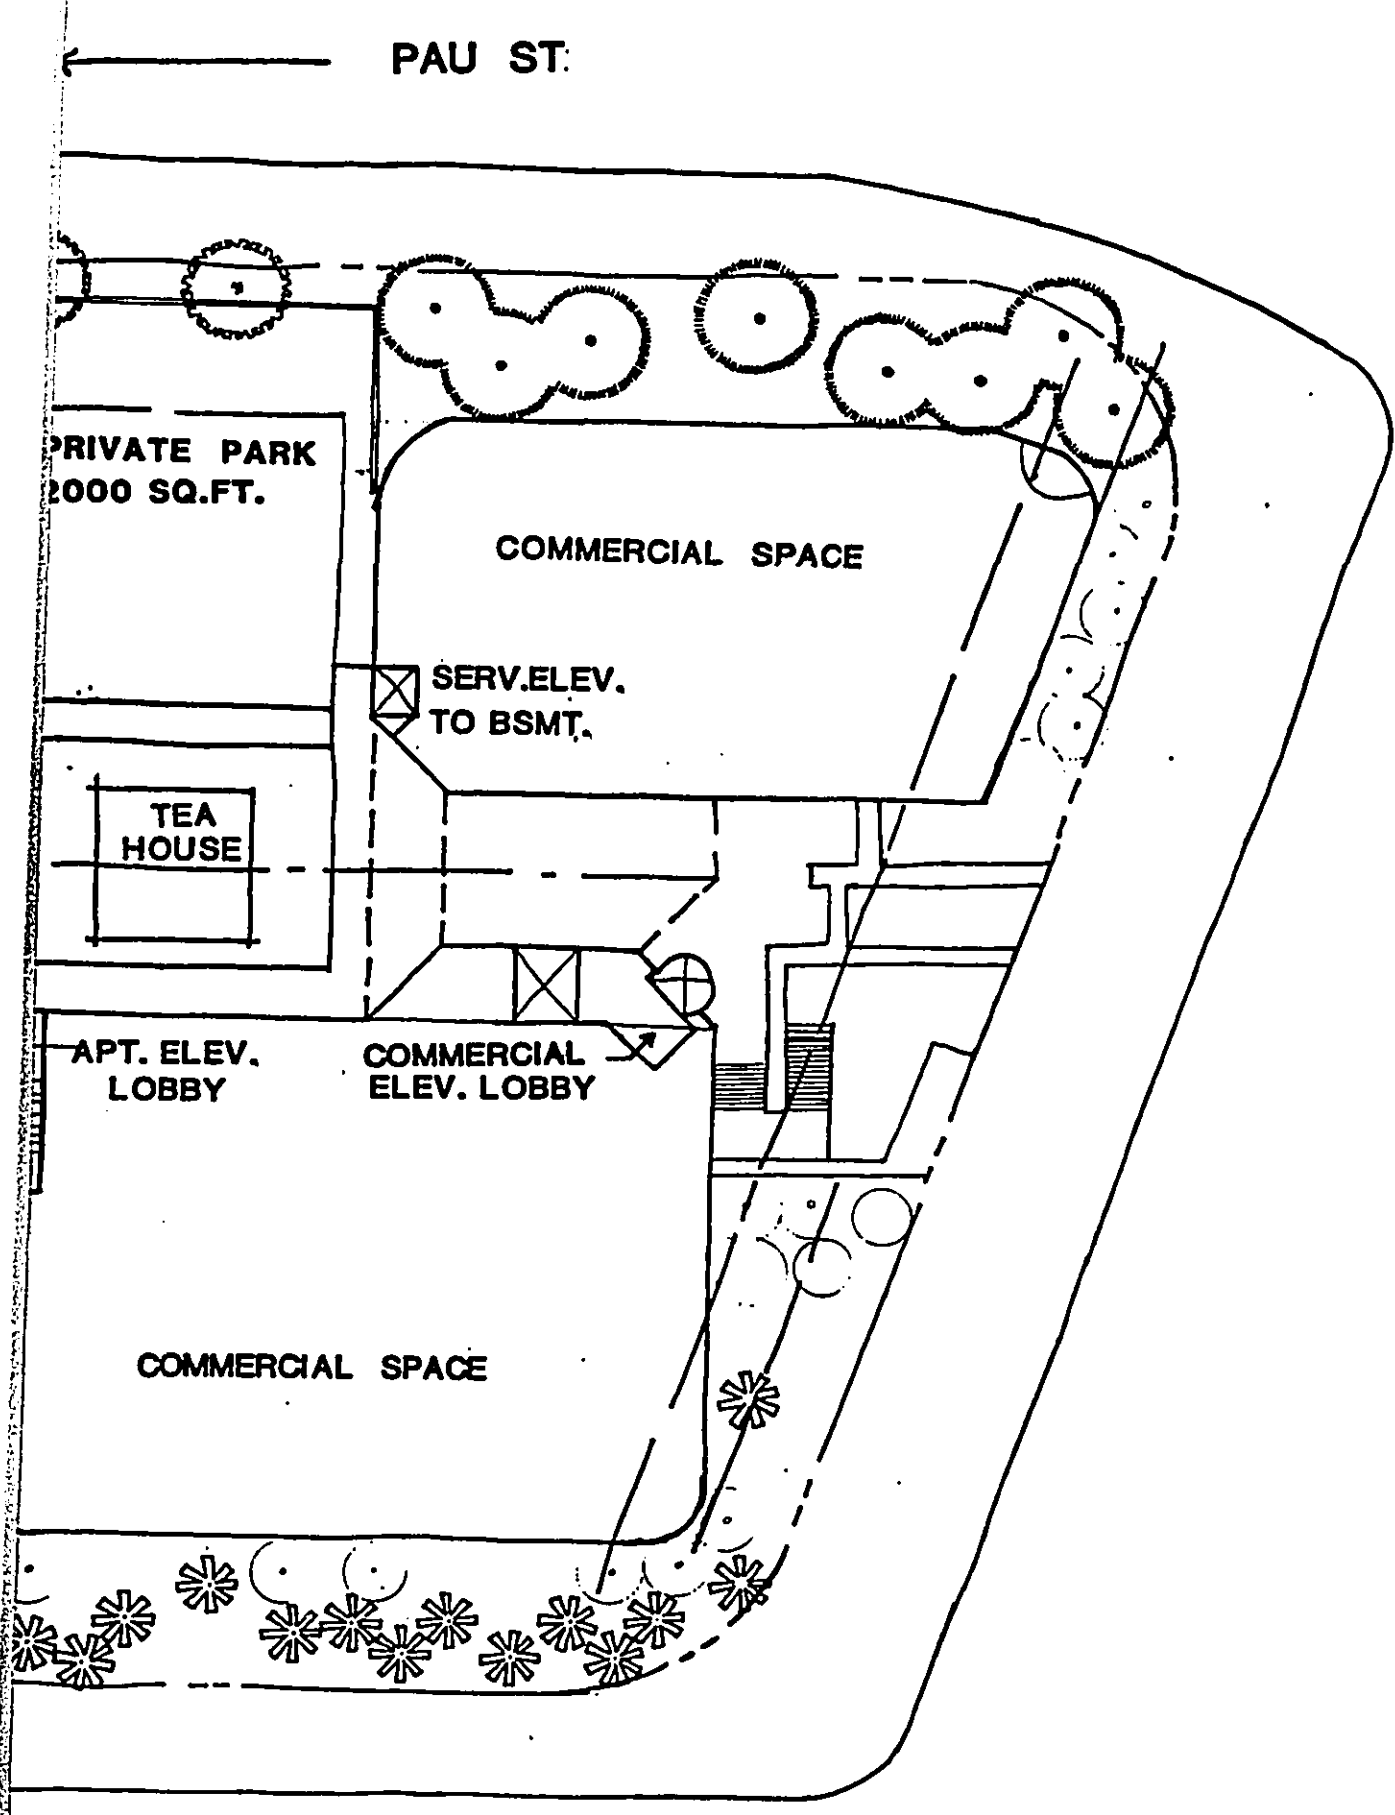 PAU ST.
PRIVATE PARK
2000 SQ.FT.
COMMERCIAL SPACE
SERV.ELEV.
TO BSMT.
TEA
HOUSE
APT. ELEV.
LOBBY
COMMERCIAL
ELEV. LOBBY
COMMERCIAL SPACE